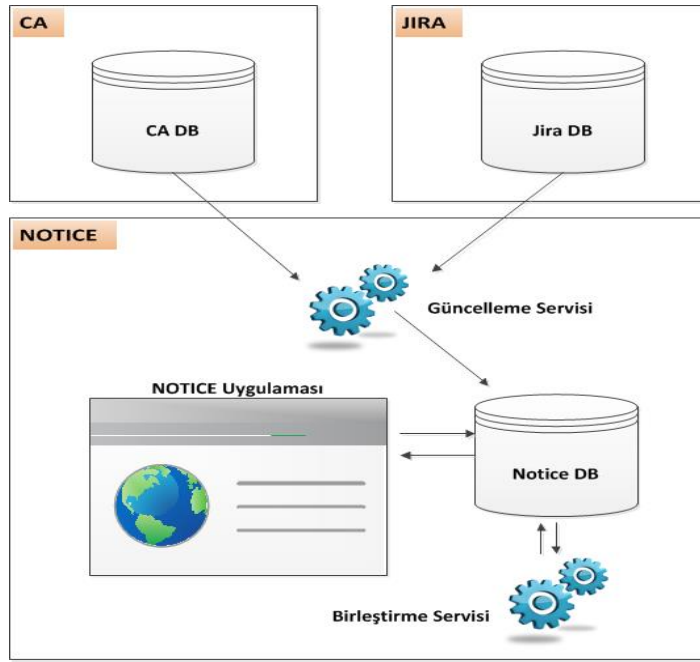 CA
JIRA
CA DB
Jira DB
NOTICE
Güncelleme Servisi
NOTICE Uygulaması
Notice DB
Birleştirme Servisi